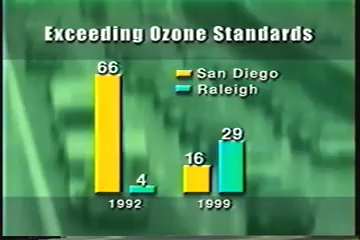 Exceeding Ozone Standards
66
San Diego
Raleigh
29
16
4
1992
1999